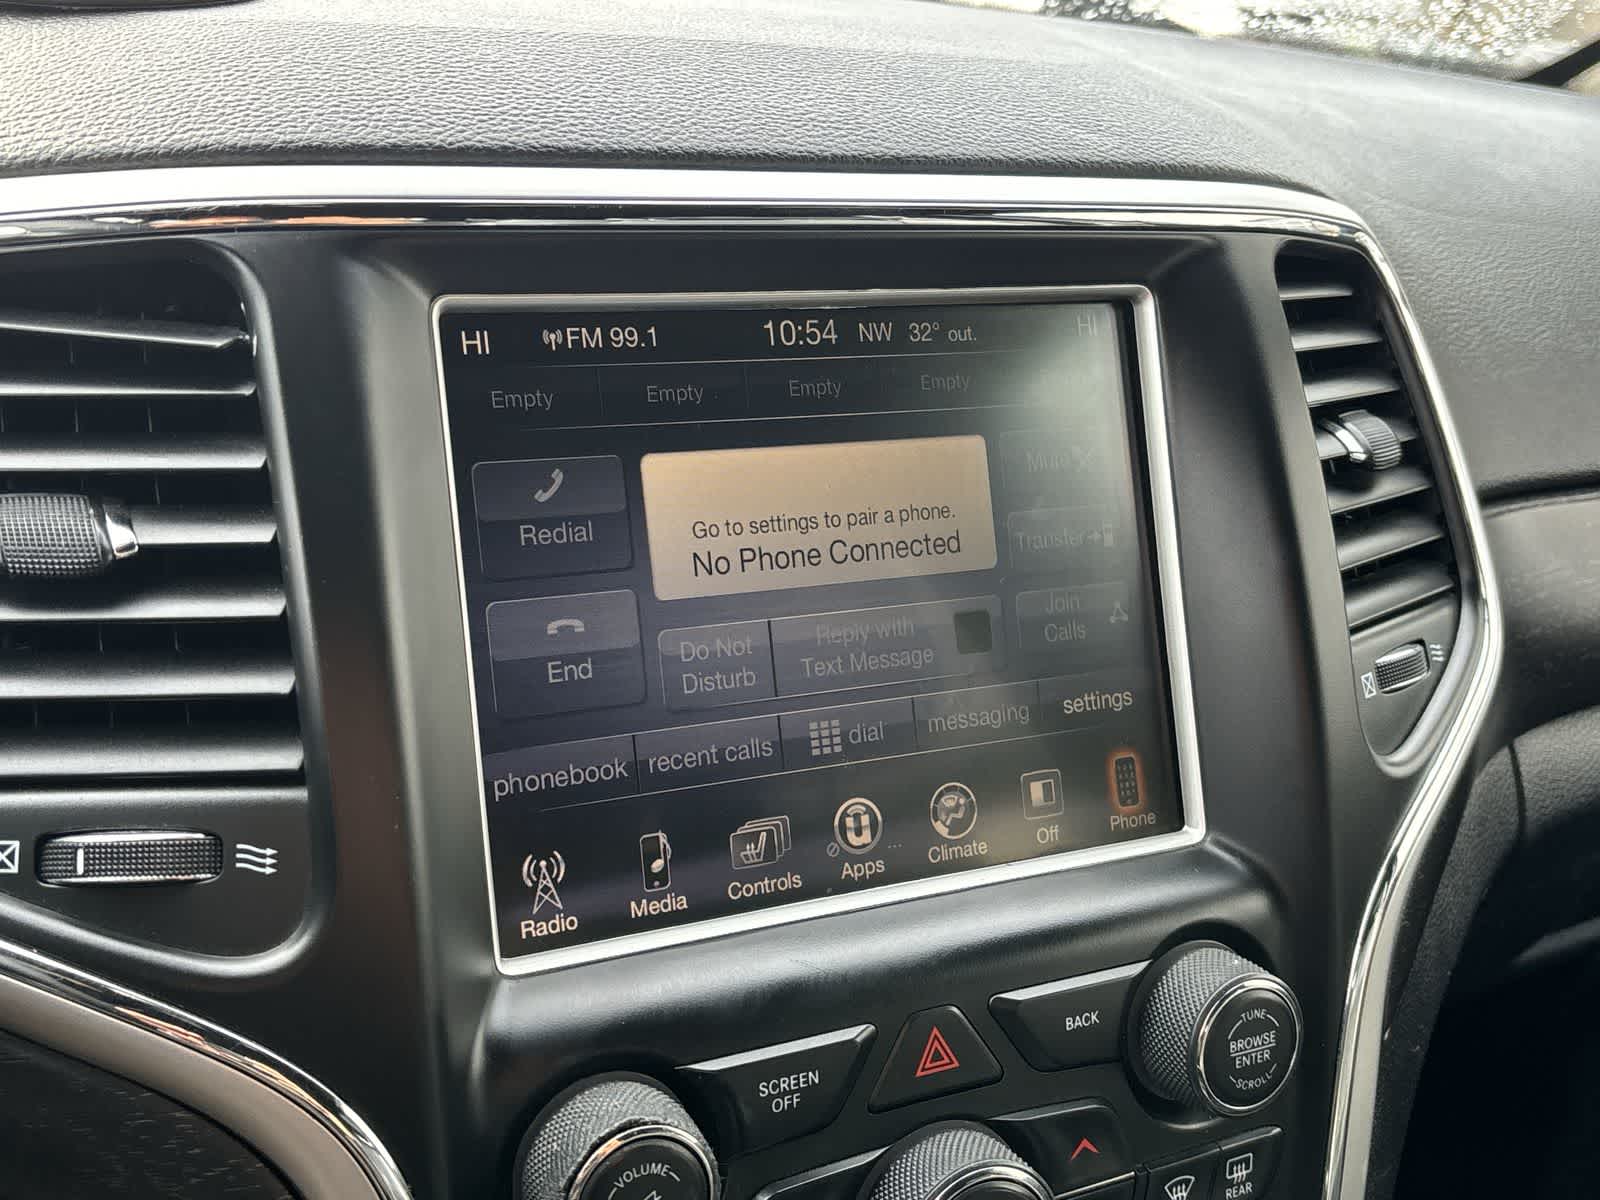 HI FM 99.1 10:54 NW 32° out. HI
Empty Empty Empty Empty
Redial
Go to settings to pair a phone.
No Phone Connected
Mute
Transfer
End
Do Not
Disturb
Reply with
Text Message
Join
Calls
phonebook recent calls dial messaging settings
Radio Media Controls Apps Climate Off Phone
SCREEN
OFF
BACK
TUNE
BROWSE
ENTER
SCROLL
VOLUME
REAR